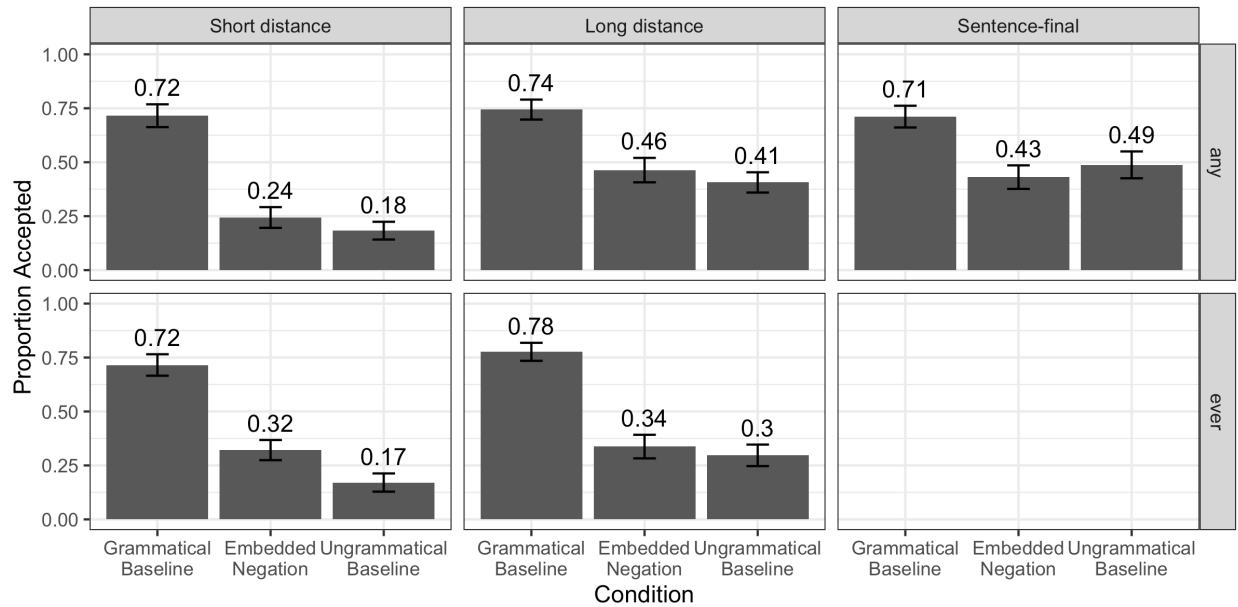 Short distance
Long distance
Sentence-final
Proportion Accepted
1.00
0.75
0.50
0.25
0.00
0.72
0.24
0.18
0.74
0.46
0.41
0.71
0.43
0.49
any
1.00
0.75
0.50
0.25
0.00
0.72
0.32
0.17
0.78
0.34
0.3
ever
Grammatical
Baseline
Embedded
Negation
Ungrammatical
Baseline
Grammatical
Baseline
Embedded
Negation
Ungrammatical
Baseline
Grammatical
Baseline
Embedded
Negation
Ungrammatical
Baseline
Condition